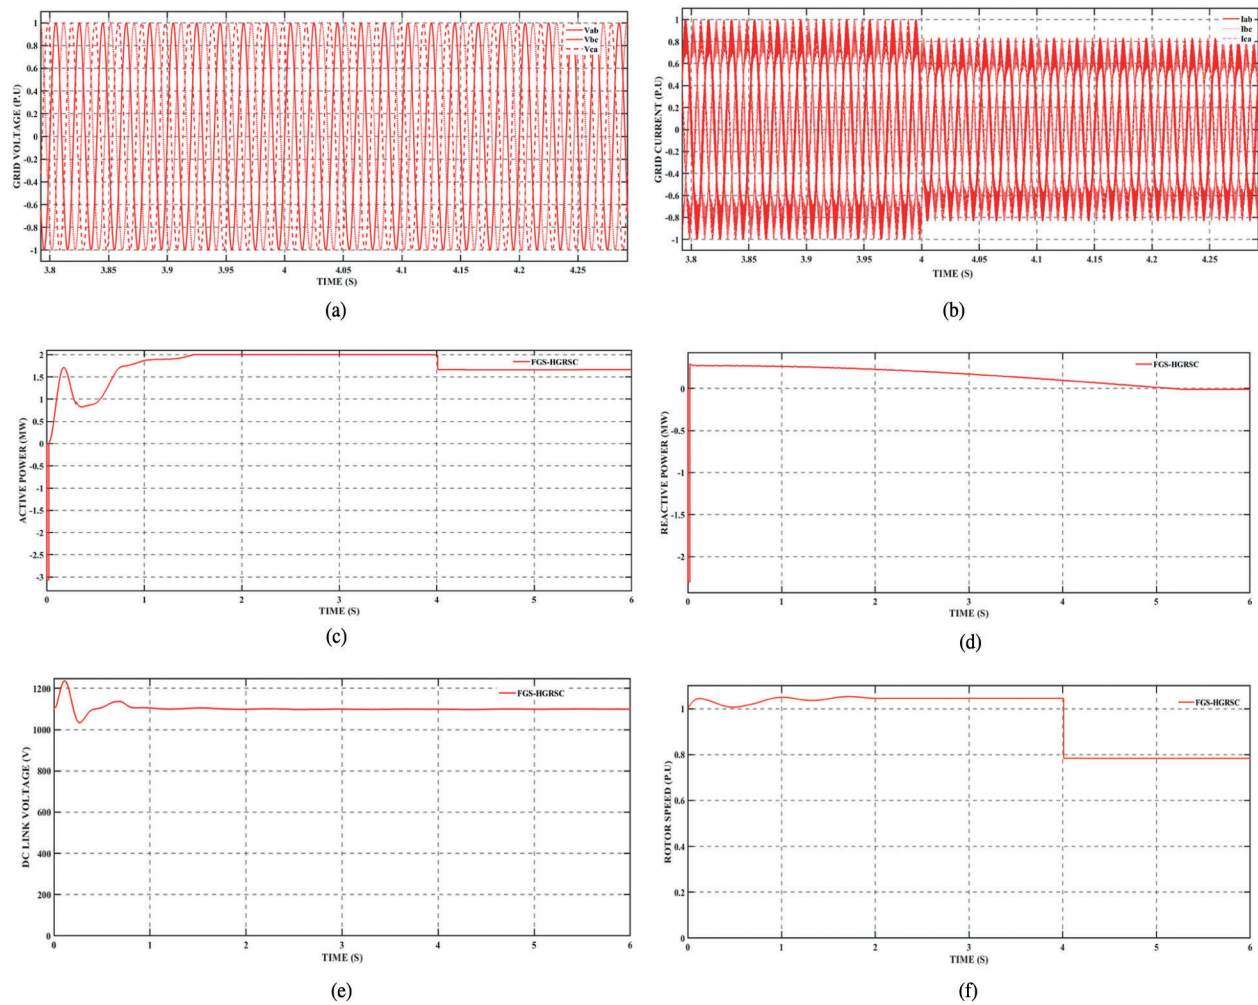 GRID VOLTAGE (P.U)
1
0.8
0.6
0.4
0.2
0
-0.2
-0.4
-0.6
-0.8
-1
Vab
Vbc
Vca
3.8 3.85 3.9 3.95 4 4.05 4.1 4.15 4.2 4.25
TIME (S)
(a)
GRID CURRENT (P.U)
1
0.8
0.6
0.4
0.2
0
-0.2
-0.4
-0.6
-0.8
-1
Iab
Ibc
Ica
3.8 3.85 3.9 3.95 4 4.05 4.1 4.15 4.2 4.25
TIME (S)
(b)
ACTIVE POWER (MW)
2
1.5
1
0.5
0
-0.5
-1
-1.5
-2
-2.5
-3
FGS-HGRSC
0 1 2 3 4 5 6
TIME (S)
(c)
REACTIVE POWER (MW)
0
-0.5
-1
-1.5
-2
FGS-HGRSC
0 1 2 3 4 5 6
TIME (S)
(d)
DC LINK VOLTAGE (V)
1200
1000
1200
800
600
400
200
0
FGS-HGRSC
0 1 2 3 4 5 6
TIME (S)
(e)
ROTOR SPEED (P.U)
1
0.8
0.6
0.4
0.2
0
FGS-HGRSC
0 1 2 3 4 5 6
TIME (S)
(f)